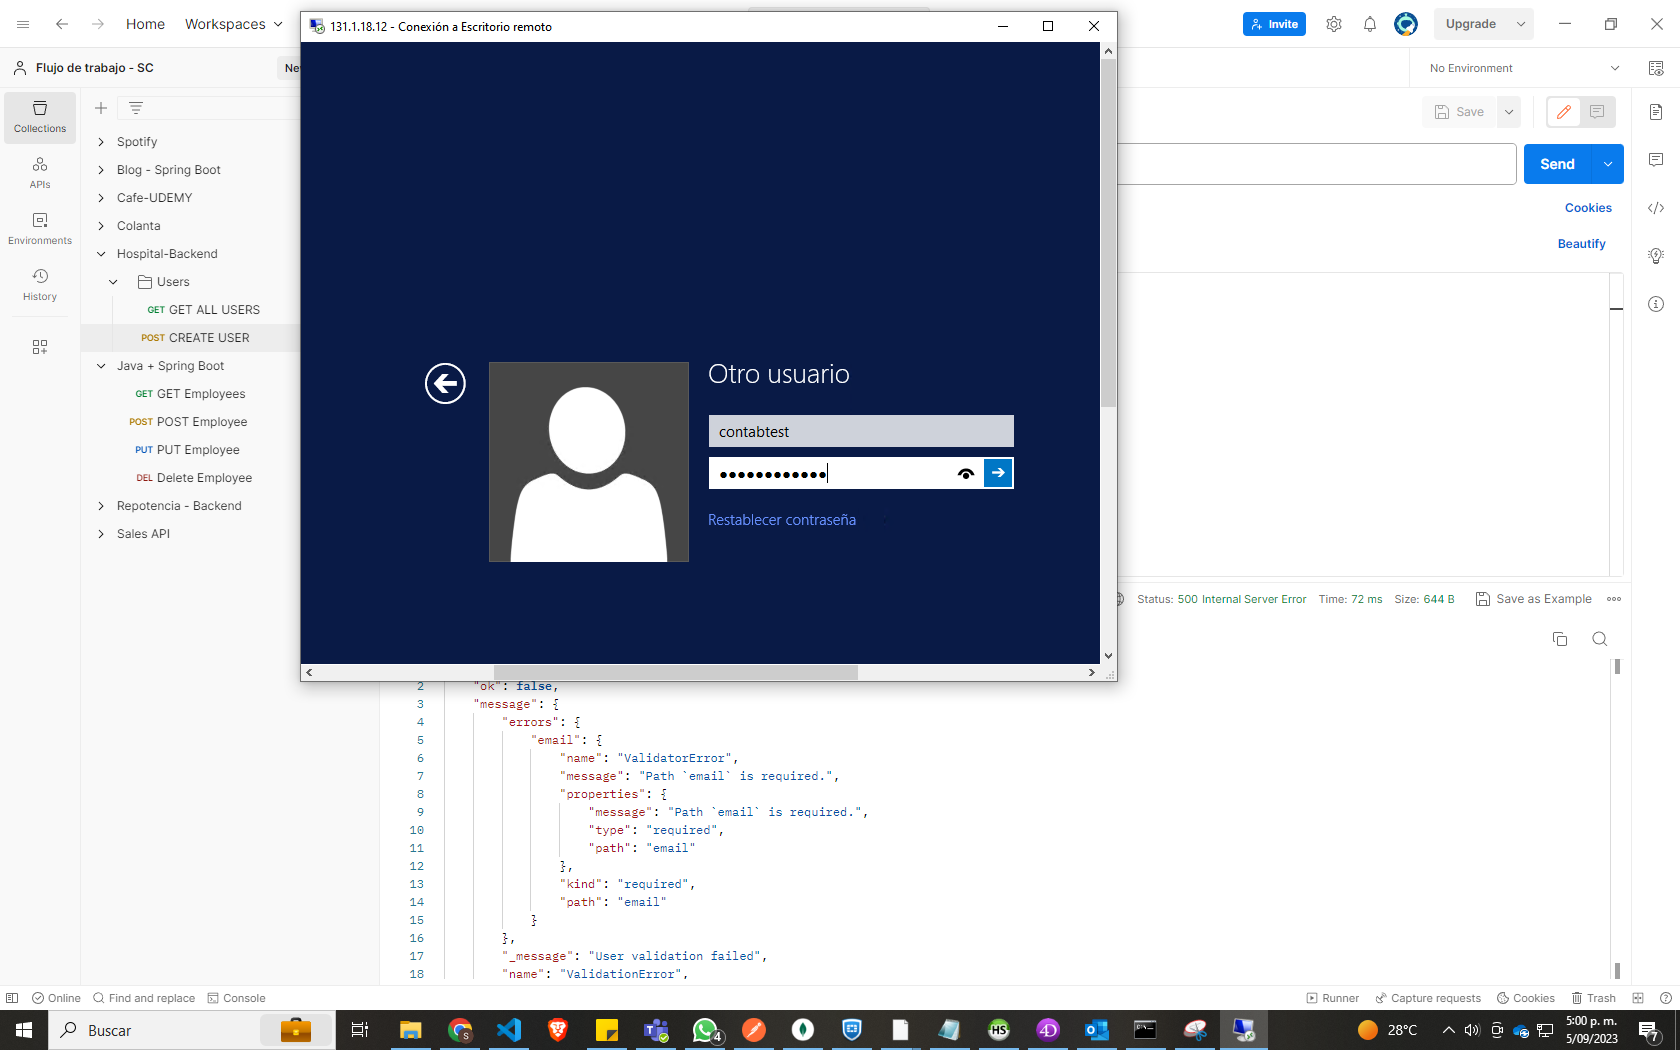 Home
Workspaces
Invite
Upgrade
131.1.18.12 - Conexión a Escritorio remoto
Flujo de trabajo - SC
No Environment
Collections
APIs
Environments
History
Spotify
Blog - Spring Boot
Cafe-UDEMY
Colanta
Hospital-Backend
Users
GET GET ALL USERS
POST CREATE USER
Java + Spring Boot
GET GET Employees
POST POST Employee
PUT PUT Employee
DEL Delete Employee
Repotencia - Backend
Sales API
Otro usuario
contabtest
Restablecer contraseña
Save
Send
Cookies
Beautify
Status: 500 Internal Server Error Time: 72 ms Size: 644 B Save as Example
2 "ok": false,
3 "message": {
4 "errors": {
5 "email": {
6 "name": "ValidatorError",
7 "message": "Path `email` is required.",
8 "properties": {
9 "message": "Path `email` is required.",
10 "type": "required",
11 "path": "email"
12 },
13 "kind": "required",
14 "path": "email"
15 }
16 },
17 "_message": "User validation failed",
18 "name": "ValidationError",
Online Find and replace Console
Runner Capture requests Cookies Trash
Buscar
HS
4
28°C
5:00 p. m.
5/09/2023
7